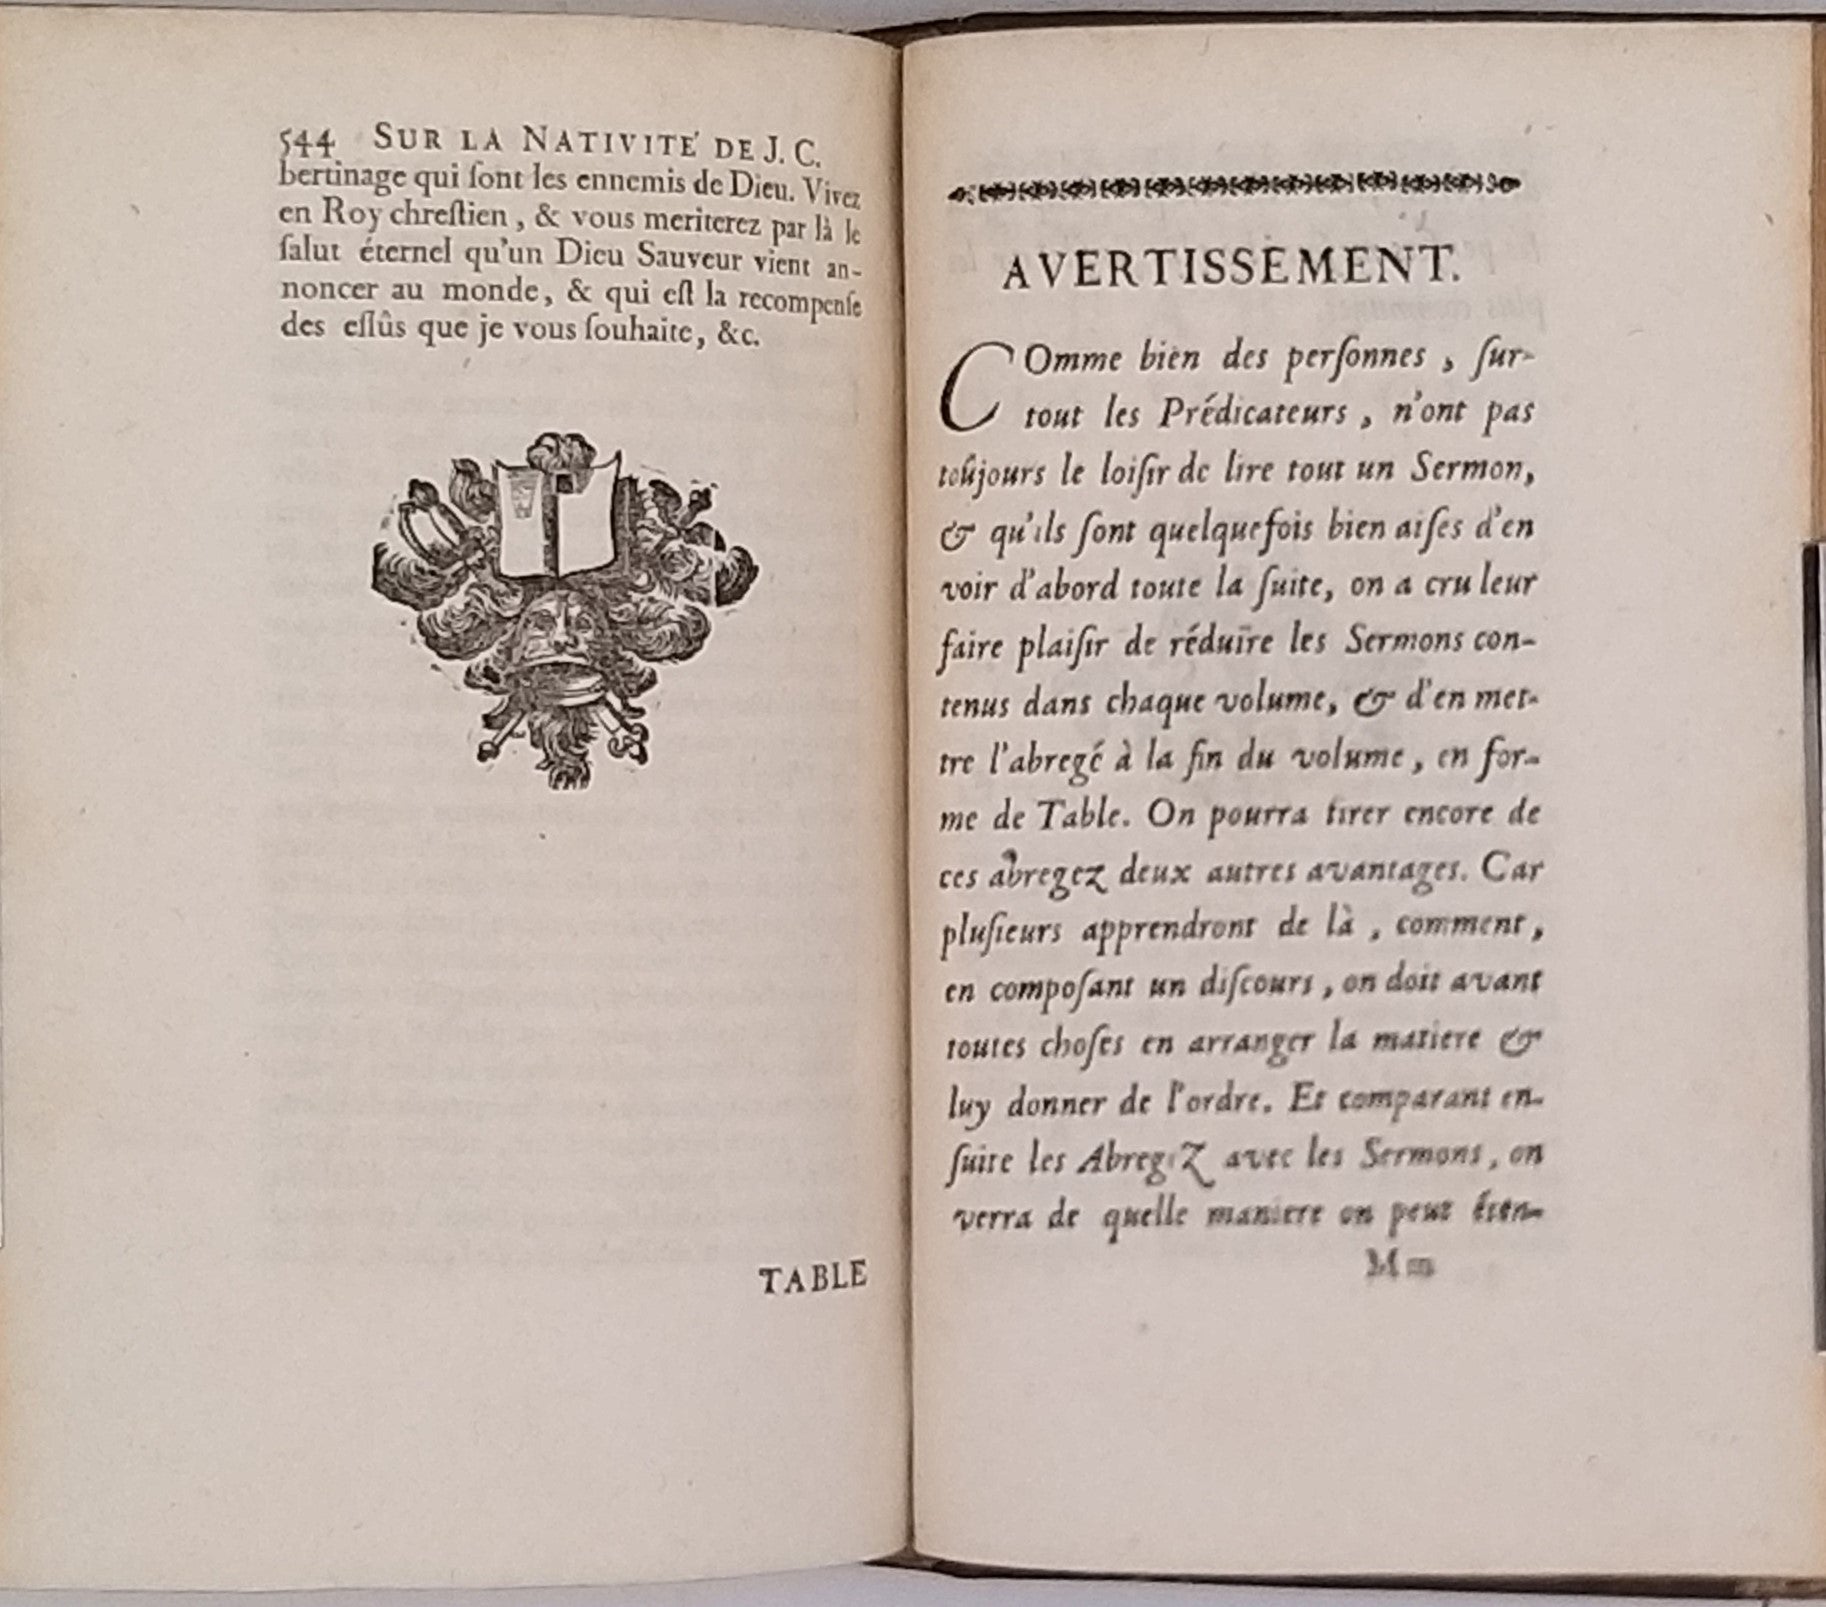 544 SUR LA NATIVITÉ DE J. C.
bertinage qui ſont les ennemis de Dieu. Vivez
en Roy chreſtien, & vous meriterez par là le
ſalut éternel qu'un Dieu Sauveur vient an-
noncer au monde, & qui eſt la recompenſe
des eſlûs que je vous ſouhaite, &c.
TABLE
AVERTISSEMENT.
COmme bien des perſonnes, ſur-
tout les Prédicateurs, n'ont pas
toûjours le loiſir de lire tout un Sermon,
& qu'ils ſont quelquefois bien aiſes d'en
voir d'abord toute la ſuite, on a cru leur
faire plaiſir de réduire les Sermons con-
tenus dans chaque volume, & d'en met-
tre l'abregé à la fin du volume, en for-
me de Table. On pourra tirer encore de
ces abregez deux autres avantages. Car
pluſieurs apprendront de là, comment,
en compoſant un diſcours, on doit avant
toutes choſes en arranger la matiere &
luy donner de l'ordre. Et comparant en-
ſuite les Abregez avec les Sermons, on
verra de quelle maniere on peut éten-
M m